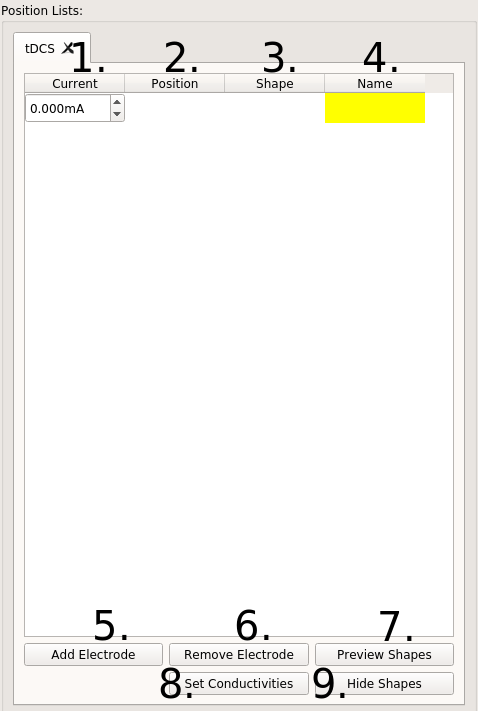 Position Lists:
tDCS
1. 2. 3. 4.
Current Position Shape Name
0.000mA
5. 6. 7.
Add Electrode Remove Electrode Preview Shapes
8. Set Conductivities 9. Hide Shapes